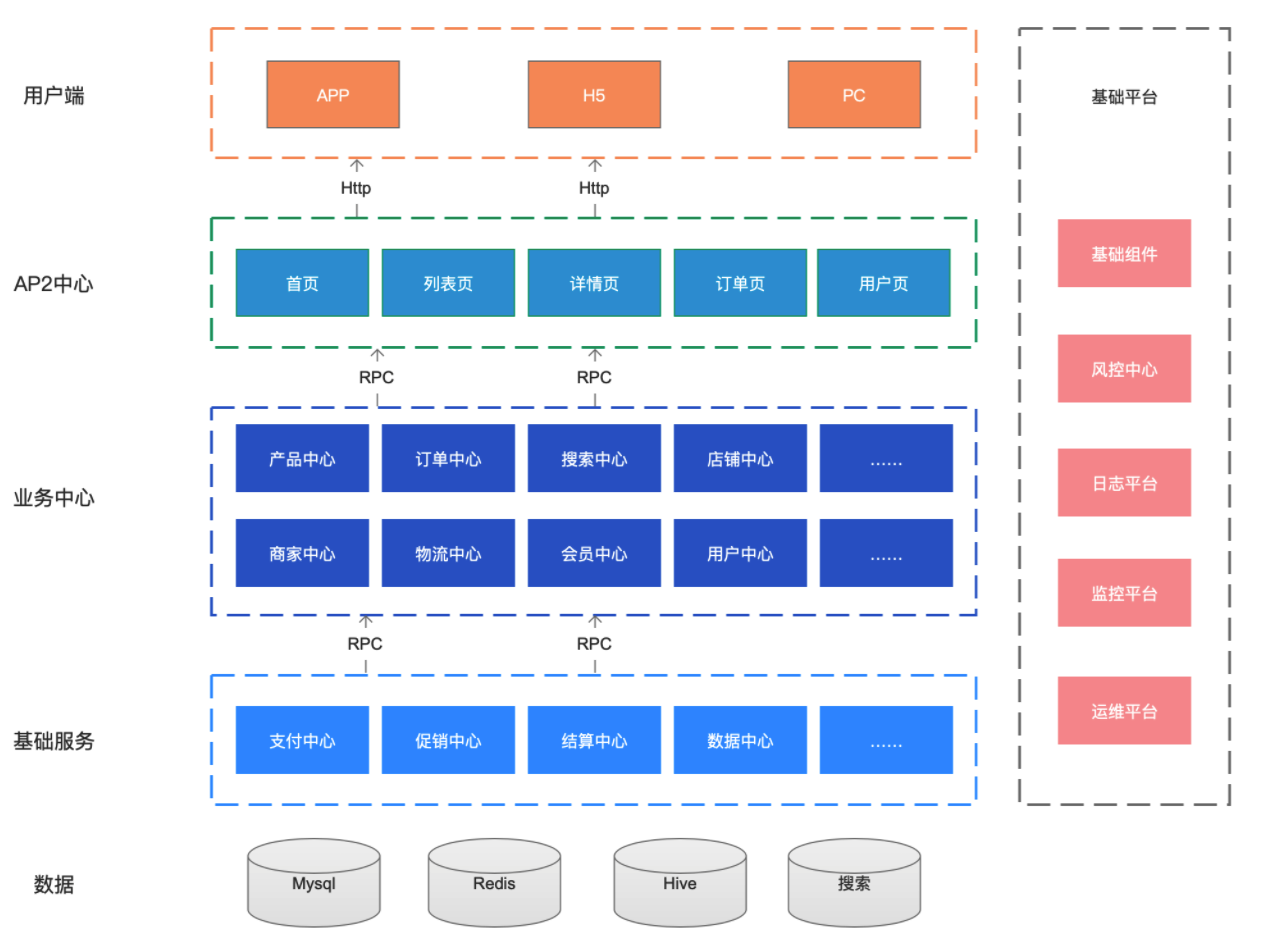 用户端
APP
H5
PC
基础平台
Http
Http
AP2中心
首页
列表页
详情页
订单页
用户页
基础组件
RPC
RPC
风控中心
业务中心
产品中心
订单中心
搜索中心
店铺中心
......
日志平台
商家中心
物流中心
会员中心
用户中心
......
监控平台
RPC
RPC
基础服务
支付中心
促销中心
结算中心
数据中心
......
运维平台
数据
Mysql
Redis
Hive
搜索